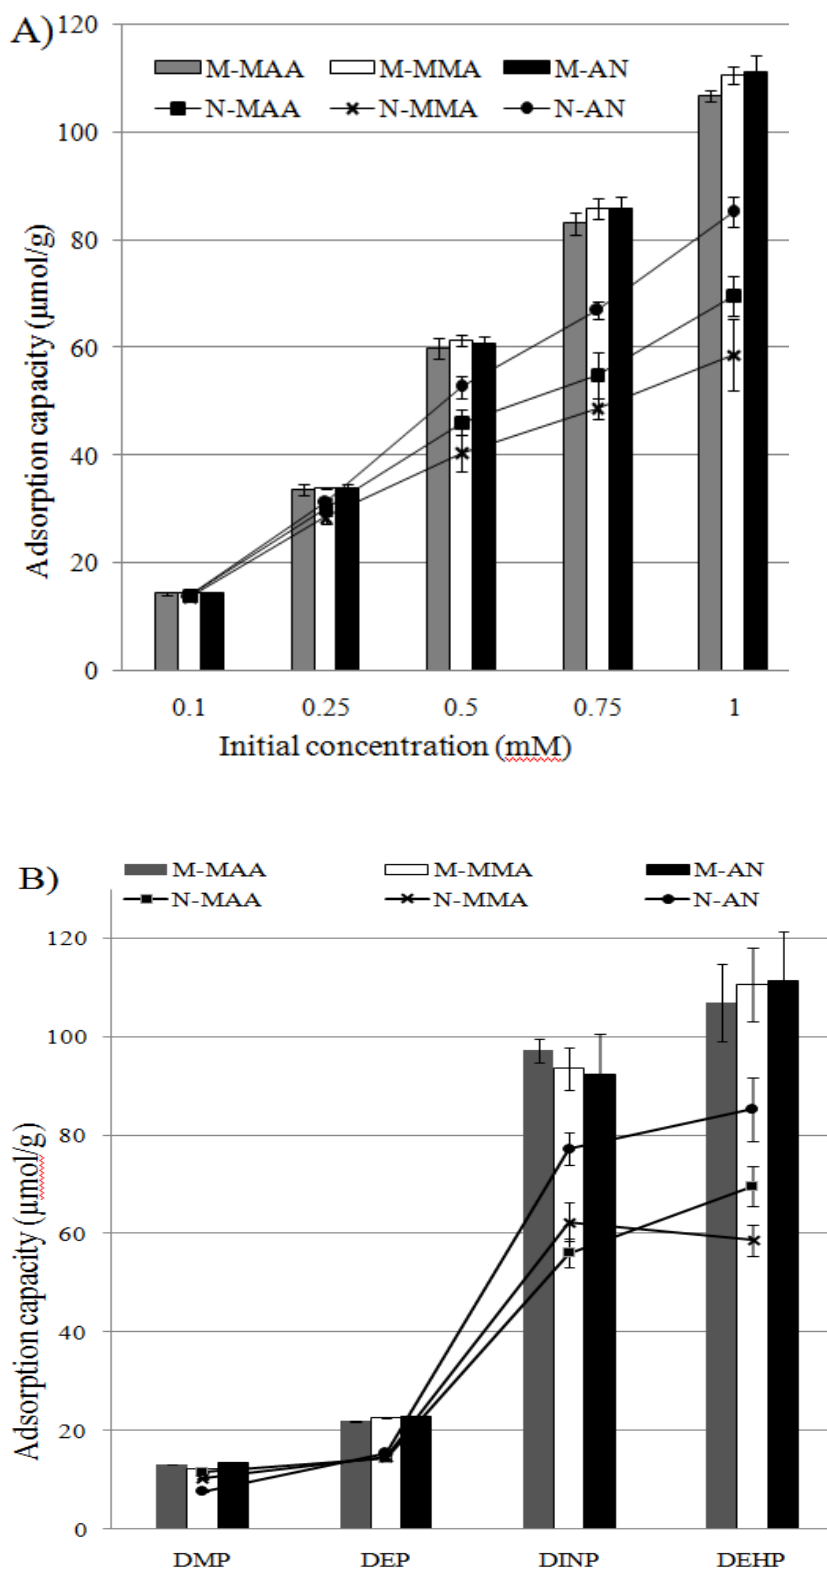 A)
120
M-MAA M-MMA M-AN
N-MAA N-MMA N-AN
100
80
60
40
20
0
Adsorption capacity (μmol/g)
0.1 0.25 0.5 0.75 1
Initial concentration (mM)
B)
M-MAA M-MMA M-AN
N-MAA N-MMA N-AN
120
100
80
60
40
20
0
Adsorption capacity (μmol/g)
DMP DEP DINP DEHP